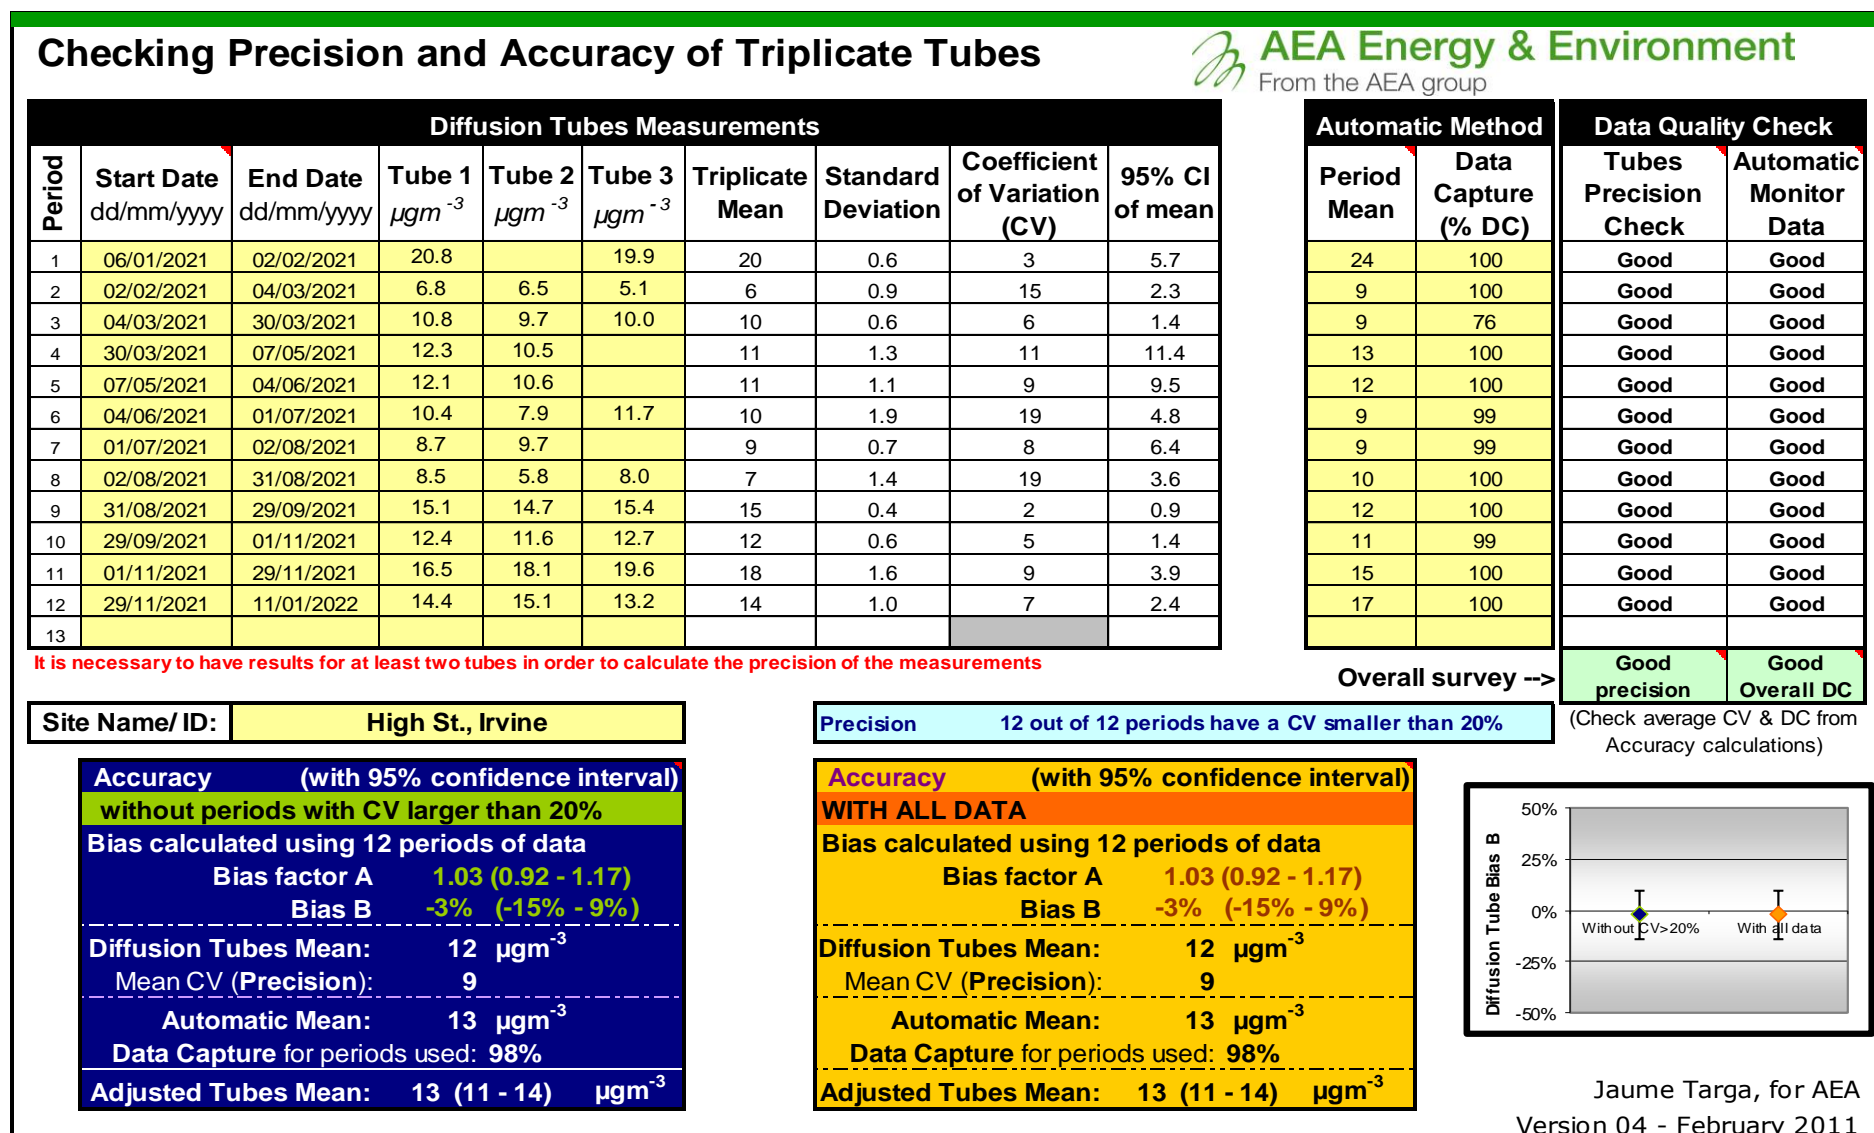 Checking Precision and Accuracy of Triplicate Tubes
AEA Energy & Environment
From the AEA group
Diffusion Tubes Measurements
Automatic Method
Data Quality Check
Period
Start Date dd/mm/yyyy
End Date dd/mm/yyyy
Tube 1 µgm-3
Tube 2 µgm-3
Tube 3 µgm-3
Triplicate Mean
Standard Deviation
Coefficient of Variation (CV)
95% CI of mean
Period Mean
Data Capture (% DC)
Tubes Precision Check
Automatic Monitor Data
1 06/01/2021 02/02/2021 20.8 19.9 20 0.6 3 5.7 24 100 Good Good
2 02/02/2021 04/03/2021 6.8 6.5 5.1 6 0.9 15 2.3 9 100 Good Good
3 04/03/2021 30/03/2021 10.8 9.7 10.0 10 0.6 6 1.4 9 76 Good Good
4 30/03/2021 07/05/2021 12.3 10.5 11 1.3 11 11.4 13 100 Good Good
5 07/05/2021 04/06/2021 12.1 10.6 11 1.1 9 9.5 12 100 Good Good
6 04/06/2021 01/07/2021 10.4 7.9 11.7 10 1.9 19 4.8 9 99 Good Good
7 01/07/2021 02/08/2021 8.7 9.7 9 0.7 8 6.4 9 99 Good Good
8 02/08/2021 31/08/2021 8.5 5.8 8.0 7 1.4 19 3.6 10 100 Good Good
9 31/08/2021 29/09/2021 15.1 14.7 15.4 15 0.4 2 0.9 12 100 Good Good
10 29/09/2021 01/11/2021 12.4 11.6 12.7 12 0.6 5 1.4 11 99 Good Good
11 01/11/2021 29/11/2021 16.5 18.1 19.6 18 1.6 9 3.9 15 100 Good Good
12 29/11/2021 11/01/2022 14.4 15.1 13.2 14 1.0 7 2.4 17 100 Good Good
13
It is necessary to have results for at least two tubes in order to calculate the precision of the measurements
Overall survey -->
Good precision
Good Overall DC
(Check average CV & DC from
Accuracy calculations)
Site Name/ ID: High St., Irvine
Precision 12 out of 12 periods have a CV smaller than 20%
Accuracy (with 95% confidence interval)
without periods with CV larger than 20%
Bias calculated using 12 periods of data
Bias factor A 1.03 (0.92 - 1.17)
Bias B -3% (-15% - 9%)
Diffusion Tubes Mean: 12 µgm-3
Mean CV (Precision): 9
Automatic Mean: 13 µgm-3
Data Capture for periods used: 98%
Adjusted Tubes Mean: 13 (11 - 14) µgm-3
Accuracy (with 95% confidence interval)
WITH ALL DATA
Bias calculated using 12 periods of data
Bias factor A 1.03 (0.92 - 1.17)
Bias B -3% (-15% - 9%)
Diffusion Tubes Mean: 12 µgm-3
Mean CV (Precision): 9
Automatic Mean: 13 µgm-3
Data Capture for periods used: 98%
Adjusted Tubes Mean: 13 (11 - 14) µgm-3
Diffusion Tube Bias B
50%
25%
0%
-25%
-50%
Without CV>20%
With all data
Jaume Targa, for AEA
Version 04 - February 2011